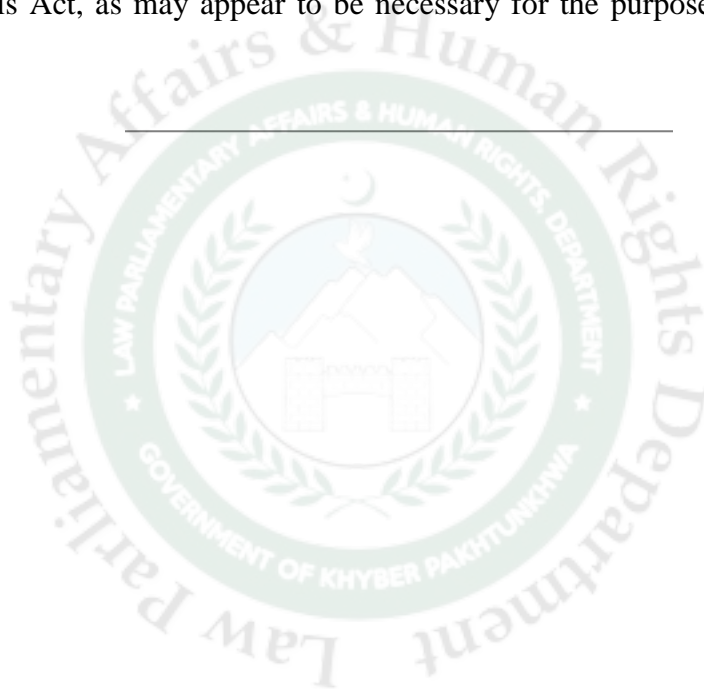 is Act, as may appear to be necessary for the purpose
Law Parliamentary Affairs & Human Rights Department
LAW PARLIAMENTARY AFFAIRS & HUMAN RIGHTS, DEPARTMENT
★ GOVERNMENT OF KHYBER PAKHTUNKHWA ★